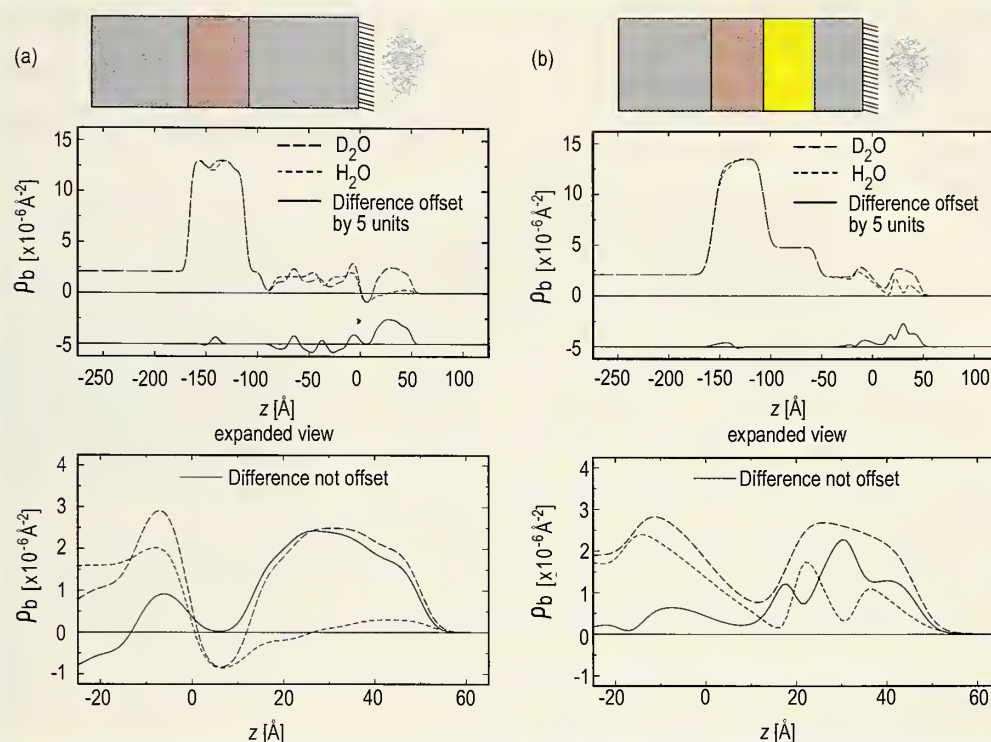 (a)
15
10
5
0
-5
ρb [x10-6Å-2]
D2O
H2O
Difference offset
by 5 units
-250 -200 -150 -100 -50 0 50 100
z [Å]
expanded view
4
3
2
1
0
-1
ρb [x10-6Å-2]
Difference not offset
-20 0 20 40 60
z [Å]
(b)
15
10
5
0
-5
ρb [x10-6Å-2]
D2O
H2O
Difference offset
by 5 units
-250 -200 -150 -100 -50 0 50 100
z [Å]
expanded view
4
3
2
1
0
-1
ρb [x10-6Å-2]
Difference not offset
-20 0 20 40 60
z [Å]